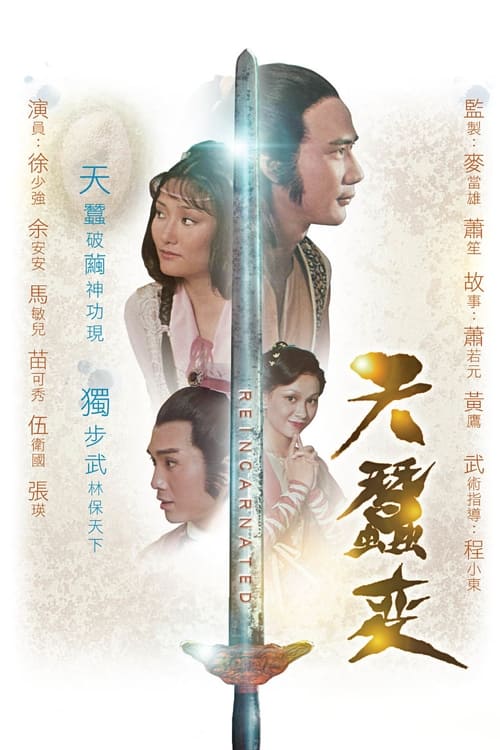 監製：麥當雄 蕭笙 故事：蕭若元 黃鷹 武術指導：程小東
天蠶變
REINCARNATED
天蠶破繭神功現 獨步武林保天下
演員：徐少強 余安安 馬敏兒 苗可秀 伍衛國 張瑛